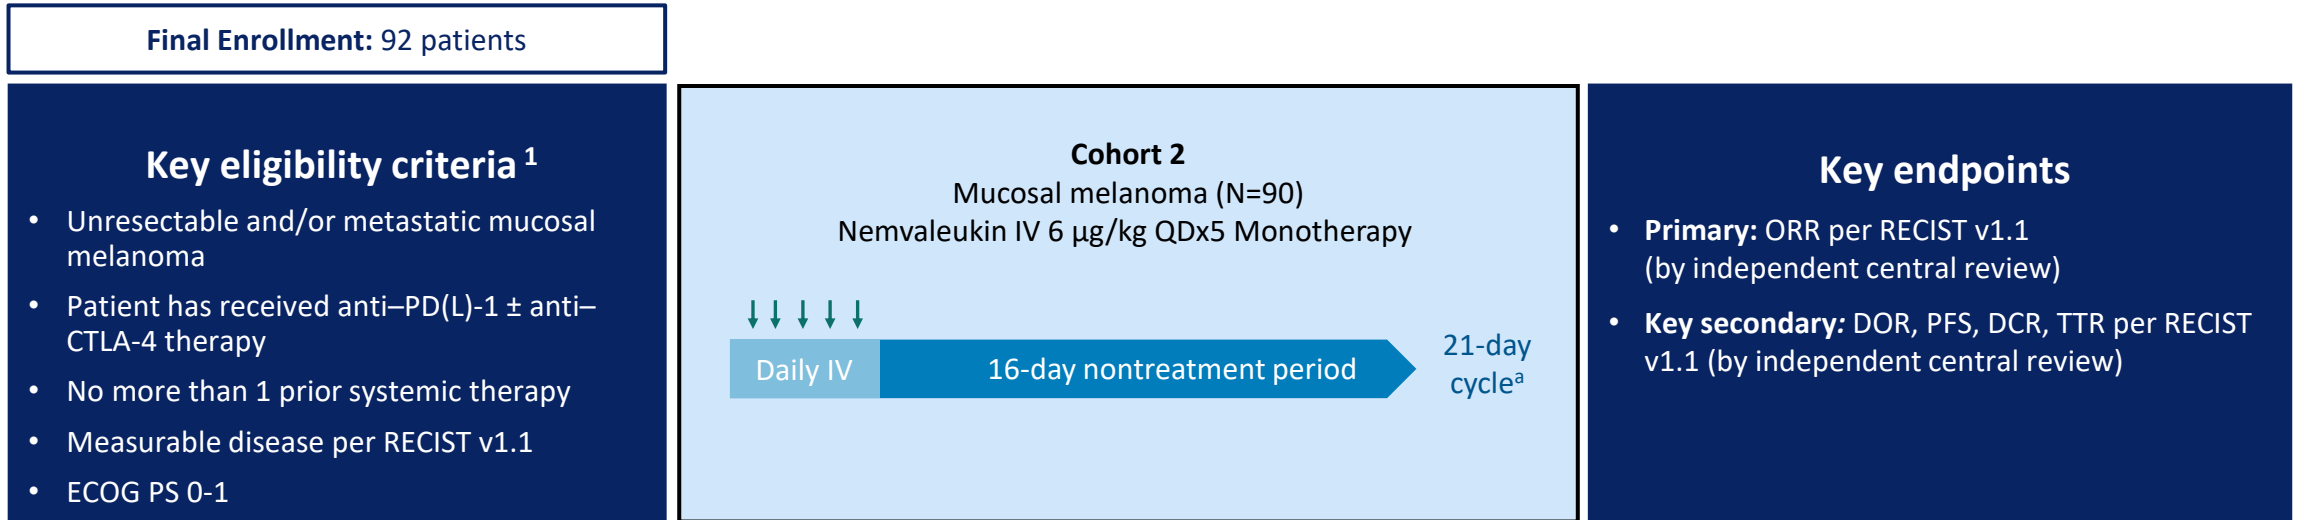 Final Enrollment: 92 patients
Key eligibility criteria 1
• Unresectable and/or metastatic mucosal
melanoma
• Patient has received anti–PD(L)-1 ± anti–
CTLA-4 therapy
• No more than 1 prior systemic therapy
• Measurable disease per RECIST v1.1
• ECOG PS 0-1
Cohort 2
Mucosal melanoma (N=90)
Nemvaleukin IV 6 µg/kg QDx5 Monotherapy
Daily IV
16-day nontreatment period
21-day
cycleᵃ
Key endpoints
• Primary: ORR per RECIST v1.1
(by independent central review)
• Key secondary: DOR, PFS, DCR, TTR per RECIST
v1.1 (by independent central review)